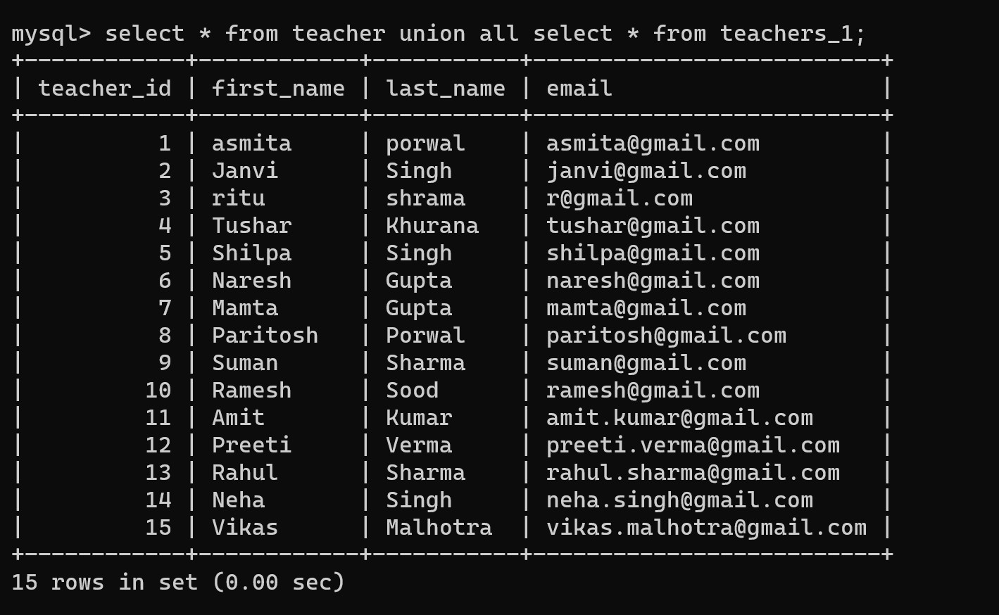 mysql> select * from teacher union all select * from teachers_1;
+------------+------------+-----------+--------------------------+
| teacher_id | first_name | last_name | email                    |
+------------+------------+-----------+--------------------------+
|          1 | asmita     | porwal    | asmita@gmail.com         |
|          2 | Janvi      | Singh     | janvi@gmail.com          |
|          3 | ritu       | shrama    | r@gmail.com              |
|          4 | Tushar     | Khurana   | tushar@gmail.com         |
|          5 | Shilpa     | Singh     | shilpa@gmail.com         |
|          6 | Naresh     | Gupta     | naresh@gmail.com         |
|          7 | Mamta      | Gupta     | mamta@gmail.com          |
|          8 | Paritosh   | Porwal    | paritosh@gmail.com       |
|          9 | Suman      | Sharma    | suman@gmail.com          |
|         10 | Ramesh     | Sood      | ramesh@gmail.com         |
|         11 | Amit       | Kumar     | amit.kumar@gmail.com     |
|         12 | Preeti     | Verma     | preeti.verma@gmail.com   |
|         13 | Rahul      | Sharma    | rahul.sharma@gmail.com   |
|         14 | Neha       | Singh     | neha.singh@gmail.com     |
|         15 | Vikas      | Malhotra  | vikas.malhotra@gmail.com |
+------------+------------+-----------+--------------------------+
15 rows in set (0.00 sec)